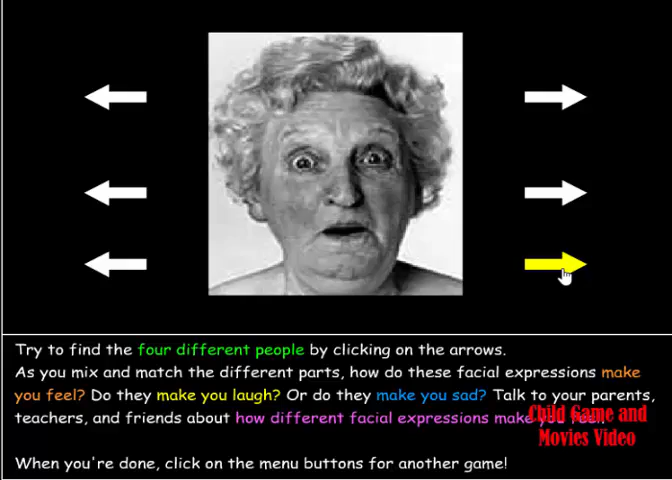 Try to find the four different people by clicking on the arrows.
As you mix and match the different parts, how do these facial expressions make
you feel? Do they make you laugh? Or do they make you sad? Talk to your parents,
teachers, and friends about how different facial expressions make you feel.
Child Game and
Movies Video
When you're done, click on the menu buttons for another game!